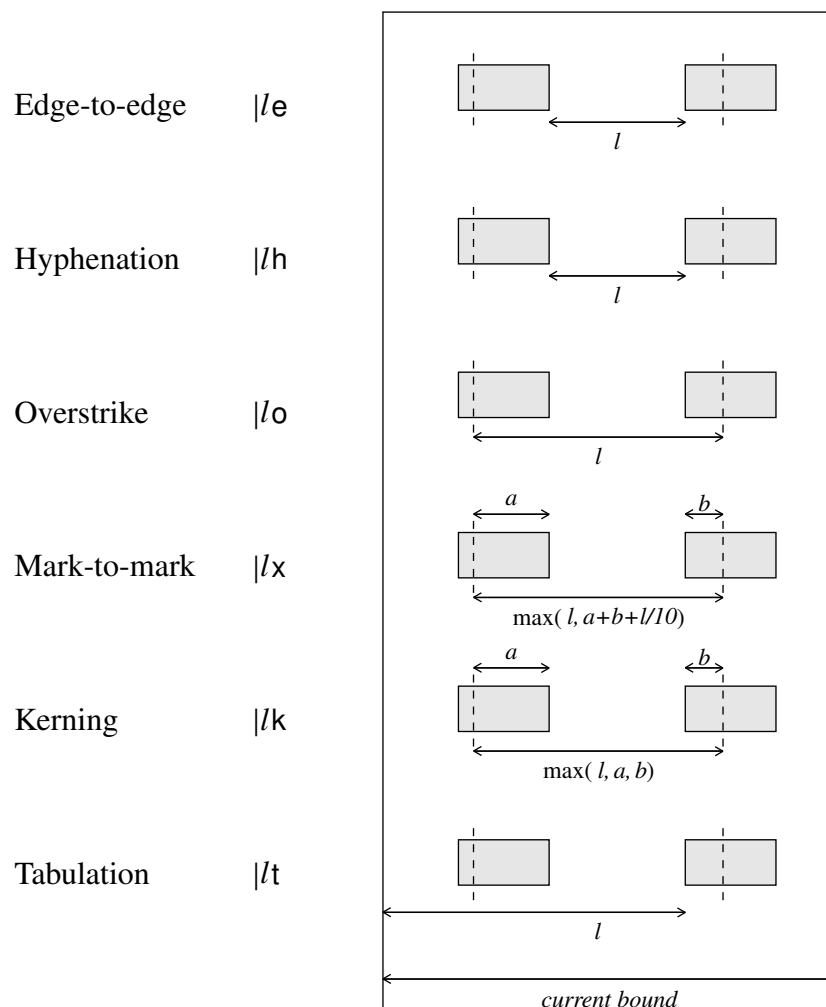 Edge-to-edge |le
l
Hyphenation |lh
l
Overstrike |lo
l
a b
Mark-to-mark |lx
max( l, a+b+l/10)
a b
Kerning |lk
max( l, a, b)
Tabulation |lt
l
current bound